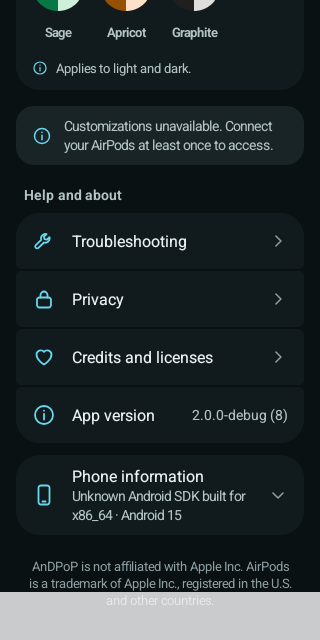 Sage Apricot Graphite
Applies to light and dark.
Customizations unavailable. Connect
your AirPods at least once to access.
Help and about
Troubleshooting
Privacy
Credits and licenses
App version 2.0.0-debug (8)
Phone information
Unknown Android SDK built for
x86_64 · Android 15
AnDPoP is not affiliated with Apple Inc. AirPods
is a trademark of Apple Inc., registered in the U.S.
and other countries.